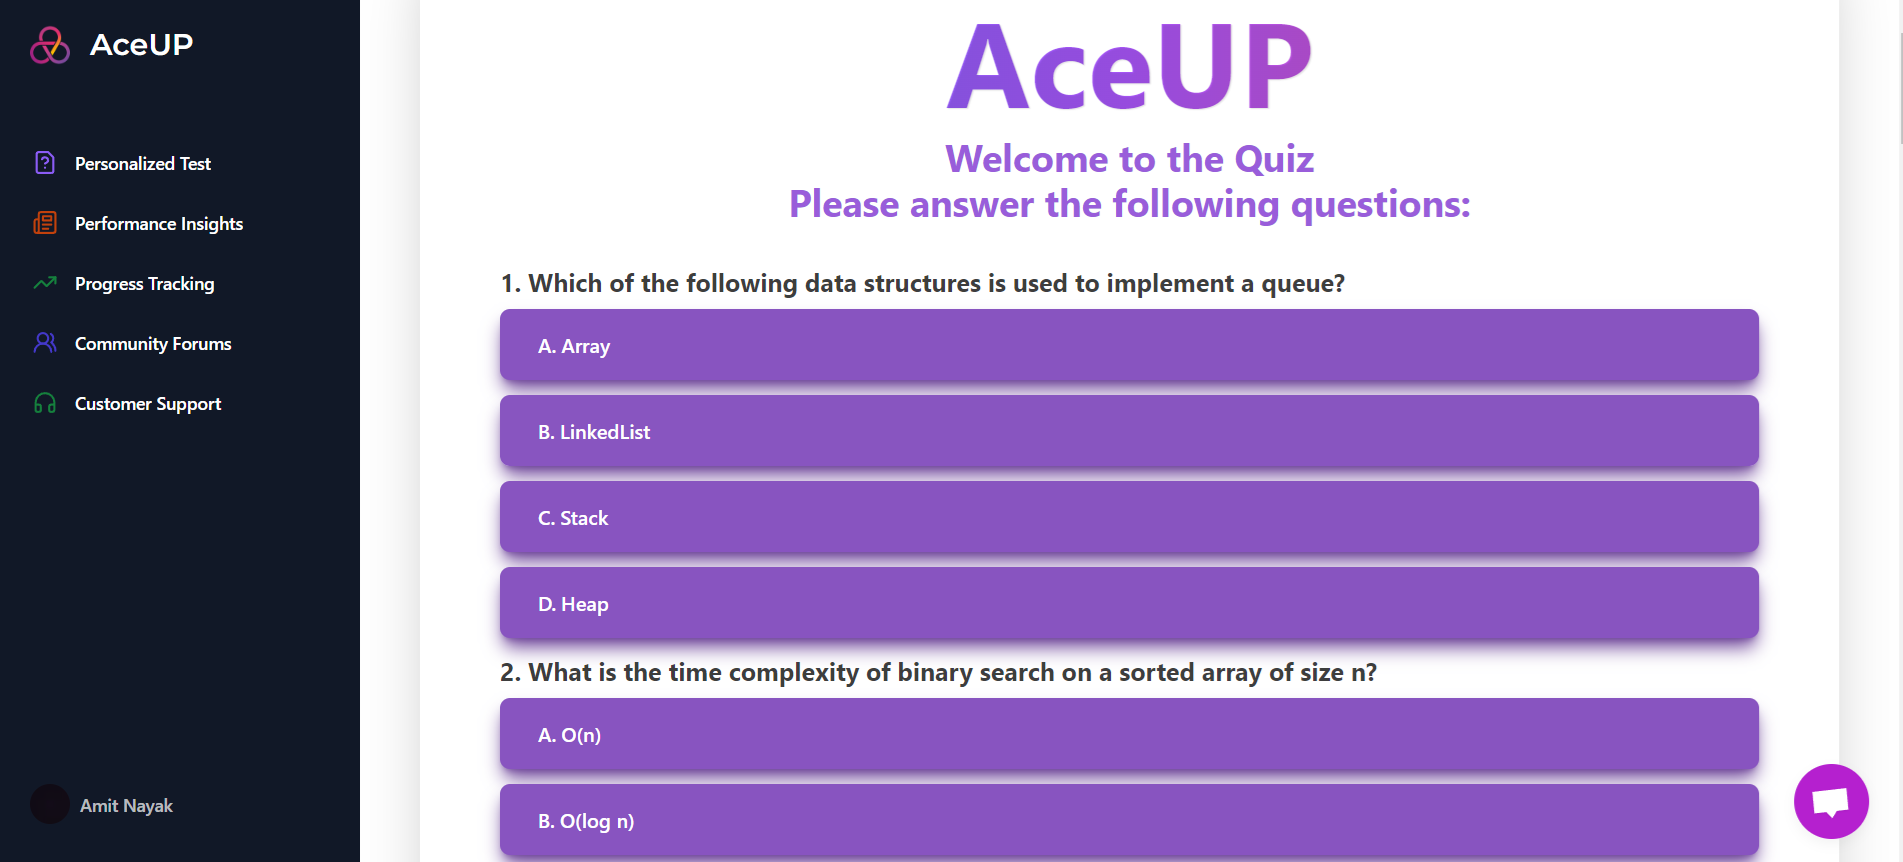 AceUP
Personalized Test
Performance Insights
Progress Tracking
Community Forums
Customer Support
Amit Nayak
AceUP
Welcome to the Quiz
Please answer the following questions:
1. Which of the following data structures is used to implement a queue?
A. Array
B. LinkedList
C. Stack
D. Heap
2. What is the time complexity of binary search on a sorted array of size n?
A. O(n)
B. O(log n)